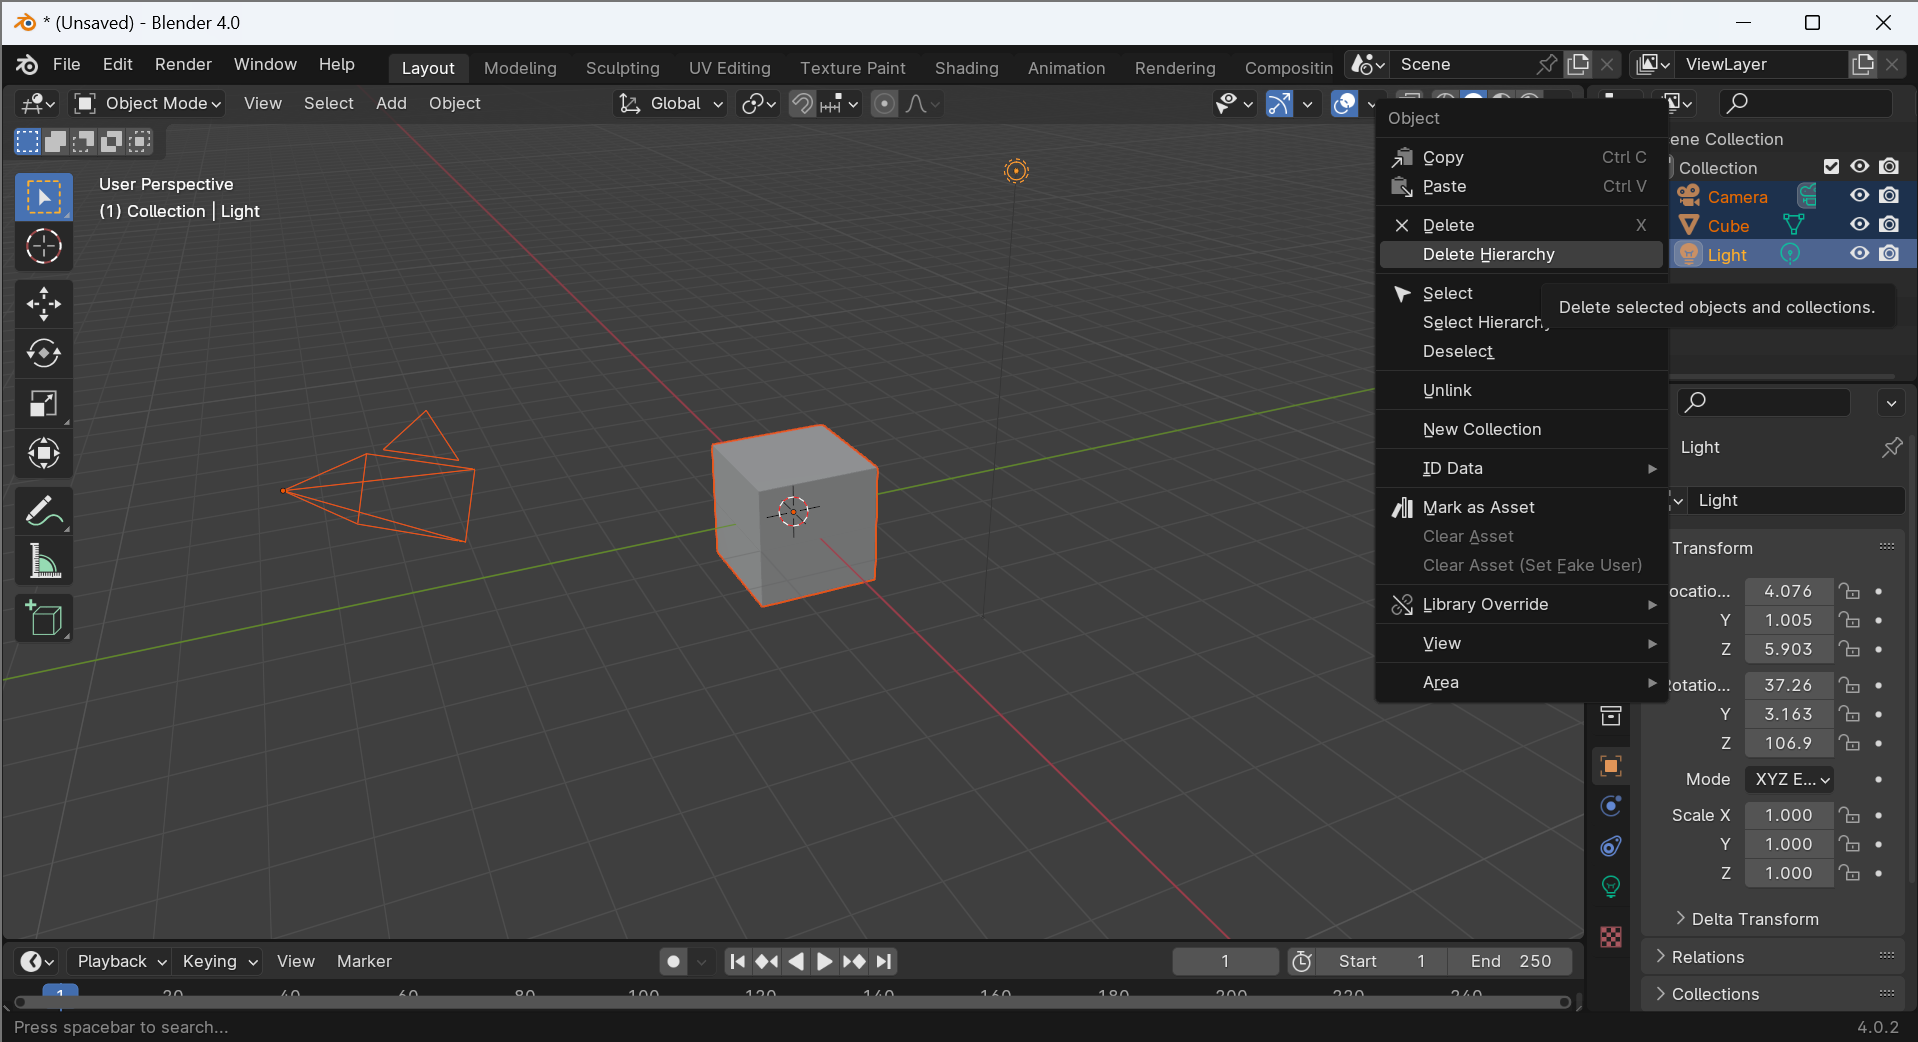 * (Unsaved) - Blender 4.0
File Edit Render Window Help
Layout Modeling Sculpting UV Editing Texture Paint Shading Animation Rendering Compositin
Scene
ViewLayer
Object Mode View Select Add Object
Global
User Perspective
(1) Collection | Light
Object
Copy Ctrl C
Paste Ctrl V
Delete X
Delete Hierarchy
Select
Select Hierarchy
Deselect
Unlink
New Collection
ID Data
Mark as Asset
Clear Asset
Clear Asset (Set Fake User)
Library Override
View
Area
Delete selected objects and collections.
ene Collection
Collection
Camera
Cube
Light
Light
Light
Transform
ocatio... 4.076
Y 1.005
Z 5.903
otatio... 37.26
Y 3.163
Z 106.9
Mode XYZ E...
Scale X 1.000
Y 1.000
Z 1.000
Delta Transform
Relations
Collections
Playback Keying View Marker
1
Start 1
End 250
1 20 40 60 80 100 120 140 160 180 200 220 240
Press spacebar to search...
4.0.2